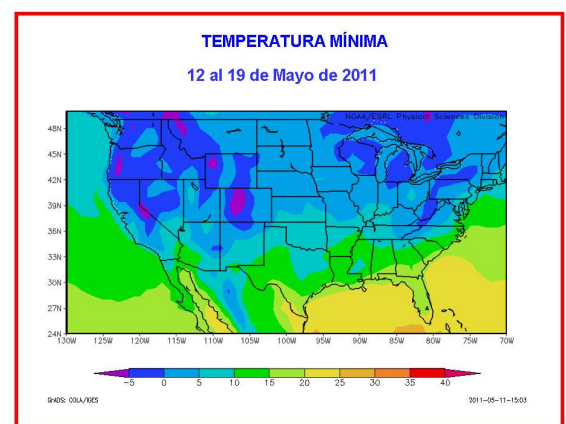 TEMPERATURA MÍNIMA
12 al 19 de Mayo de 2011
NOAA/ESRL Physical Sciences Division
48N
45N
42N
39N
36N
33N
30N
27N
24N
130W 125W 120W 115W 110W 105W 100W 95W 90W 85W 80W 75W 70W
-5 0 5 10 15 20 25 30 35 40
GrADS: COLA/IGES 2011-05-11-15:03